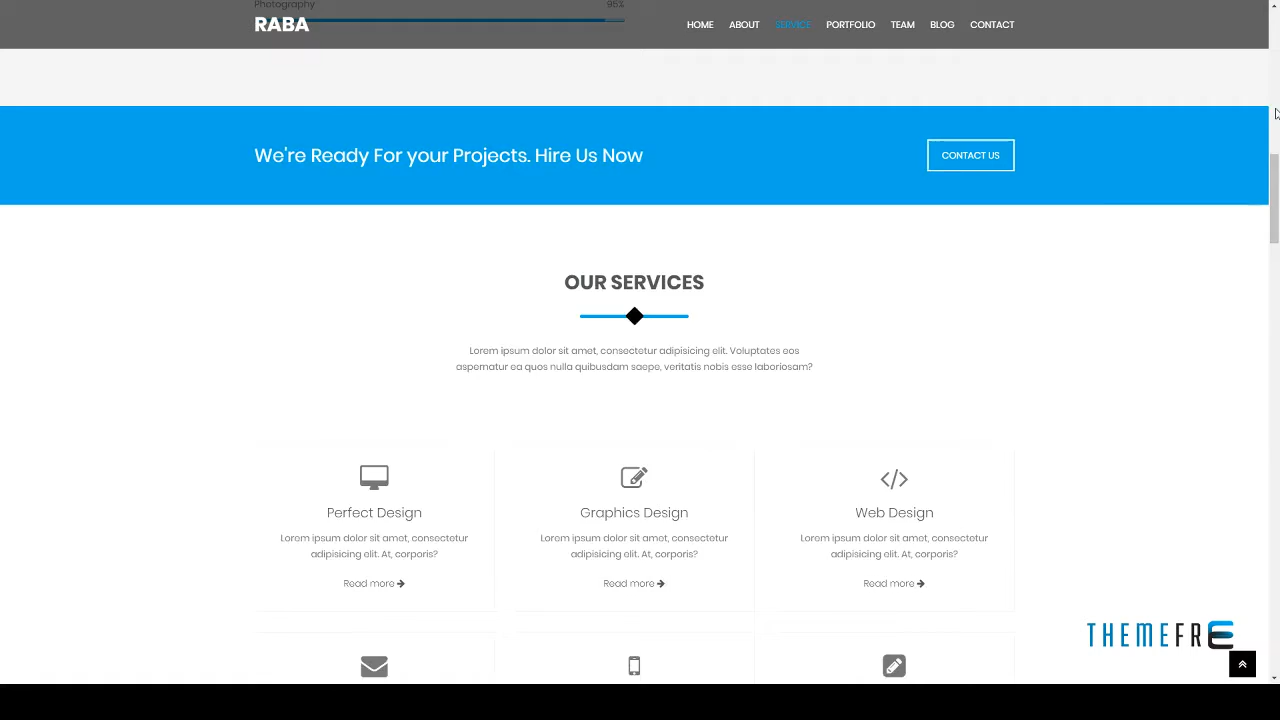 Photography 95%
RABA HOME ABOUT SERVICE PORTFOLIO TEAM BLOG CONTACT
We're Ready For your Projects. Hire Us Now CONTACT US
OUR SERVICES
Lorem ipsum dolor sit amet, consectetur adipisicing elit. Voluptates eos
aspernatur ea quos nulla quibusdam saepe, veritatis nobis esse laboriosam?
Perfect Design
Lorem ipsum dolor sit amet, consectetur
adipisicing elit. At, corporis?
Read more
Graphics Design
Lorem ipsum dolor sit amet, consectetur
adipisicing elit. At, corporis?
Read more
Web Design
Lorem ipsum dolor sit amet, consectetur
adipisicing elit. At, corporis?
Read more
THEMEFRE